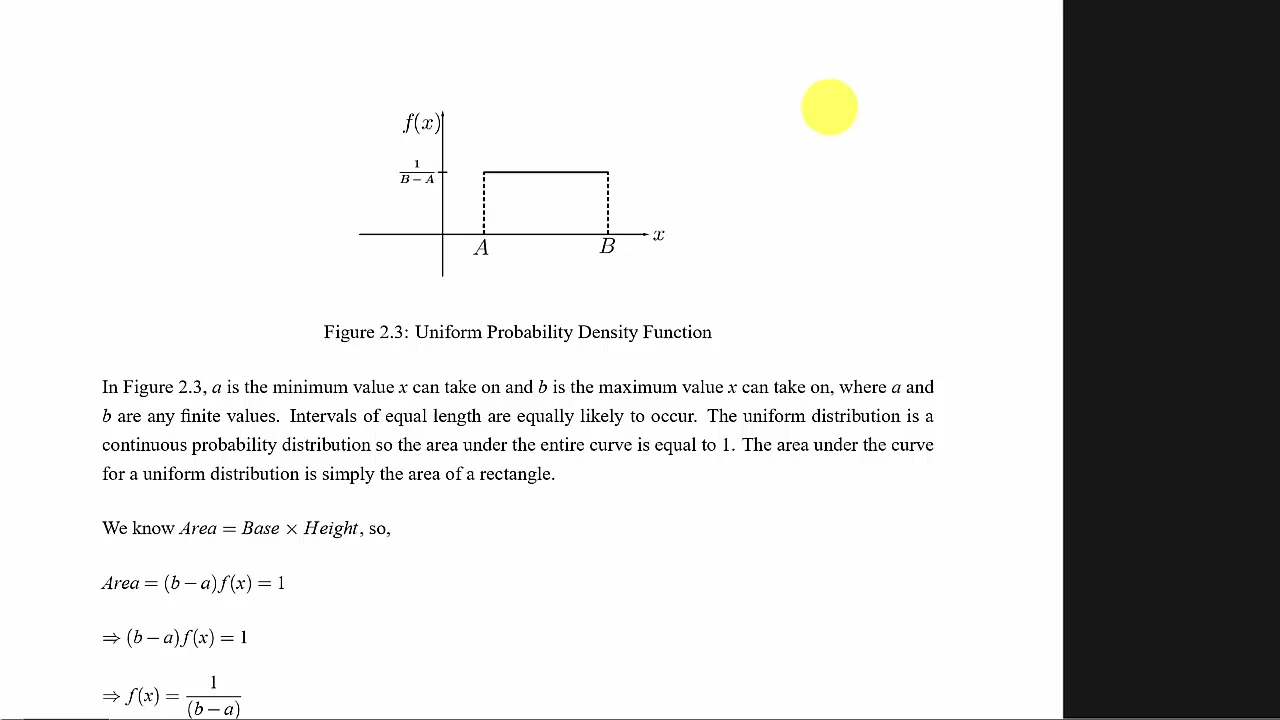 f(x)
1
B − A
A
B
x
Figure 2.3: Uniform Probability Density Function
In Figure 2.3, a is the minimum value x can take on and b is the maximum value x can take on, where a and
b are any finite values. Intervals of equal length are equally likely to occur. The uniform distribution is a
continuous probability distribution so the area under the entire curve is equal to 1. The area under the curve
for a uniform distribution is simply the area of a rectangle.
We know Area = Base × Height, so,
Area = (b − a)f(x) = 1
⇒ (b − a)f(x) = 1
⇒ f(x) = 1
(b − a)